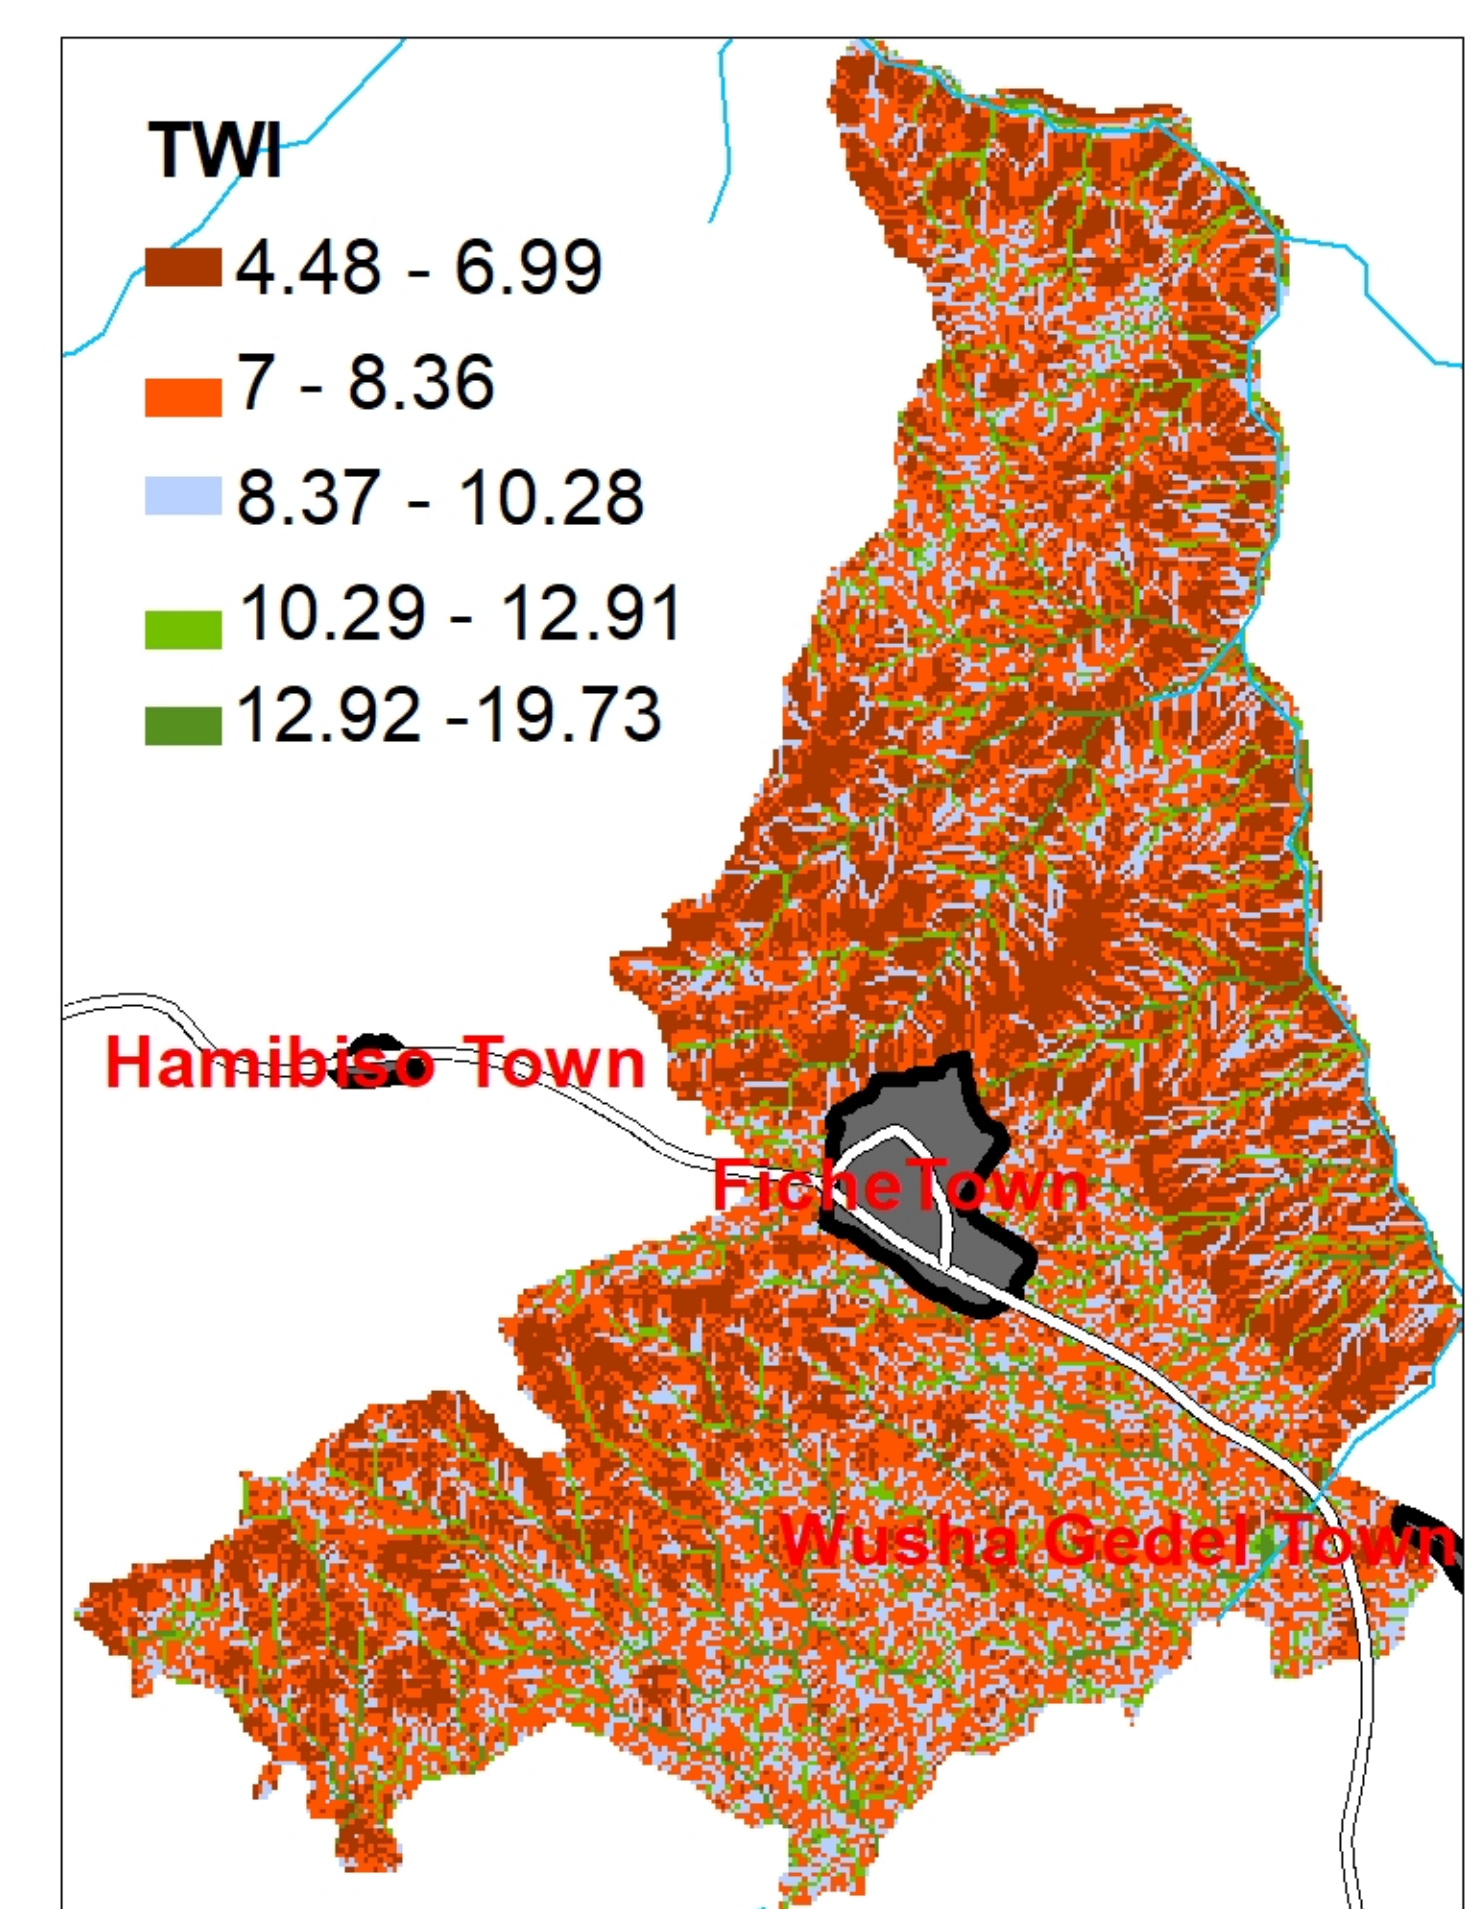 TWI
4.48 - 6.99
7 - 8.36
8.37 - 10.28
10.29 - 12.91
12.92 -19.73
Hamibiso Town
FicheTown
Wusha Gedel Town